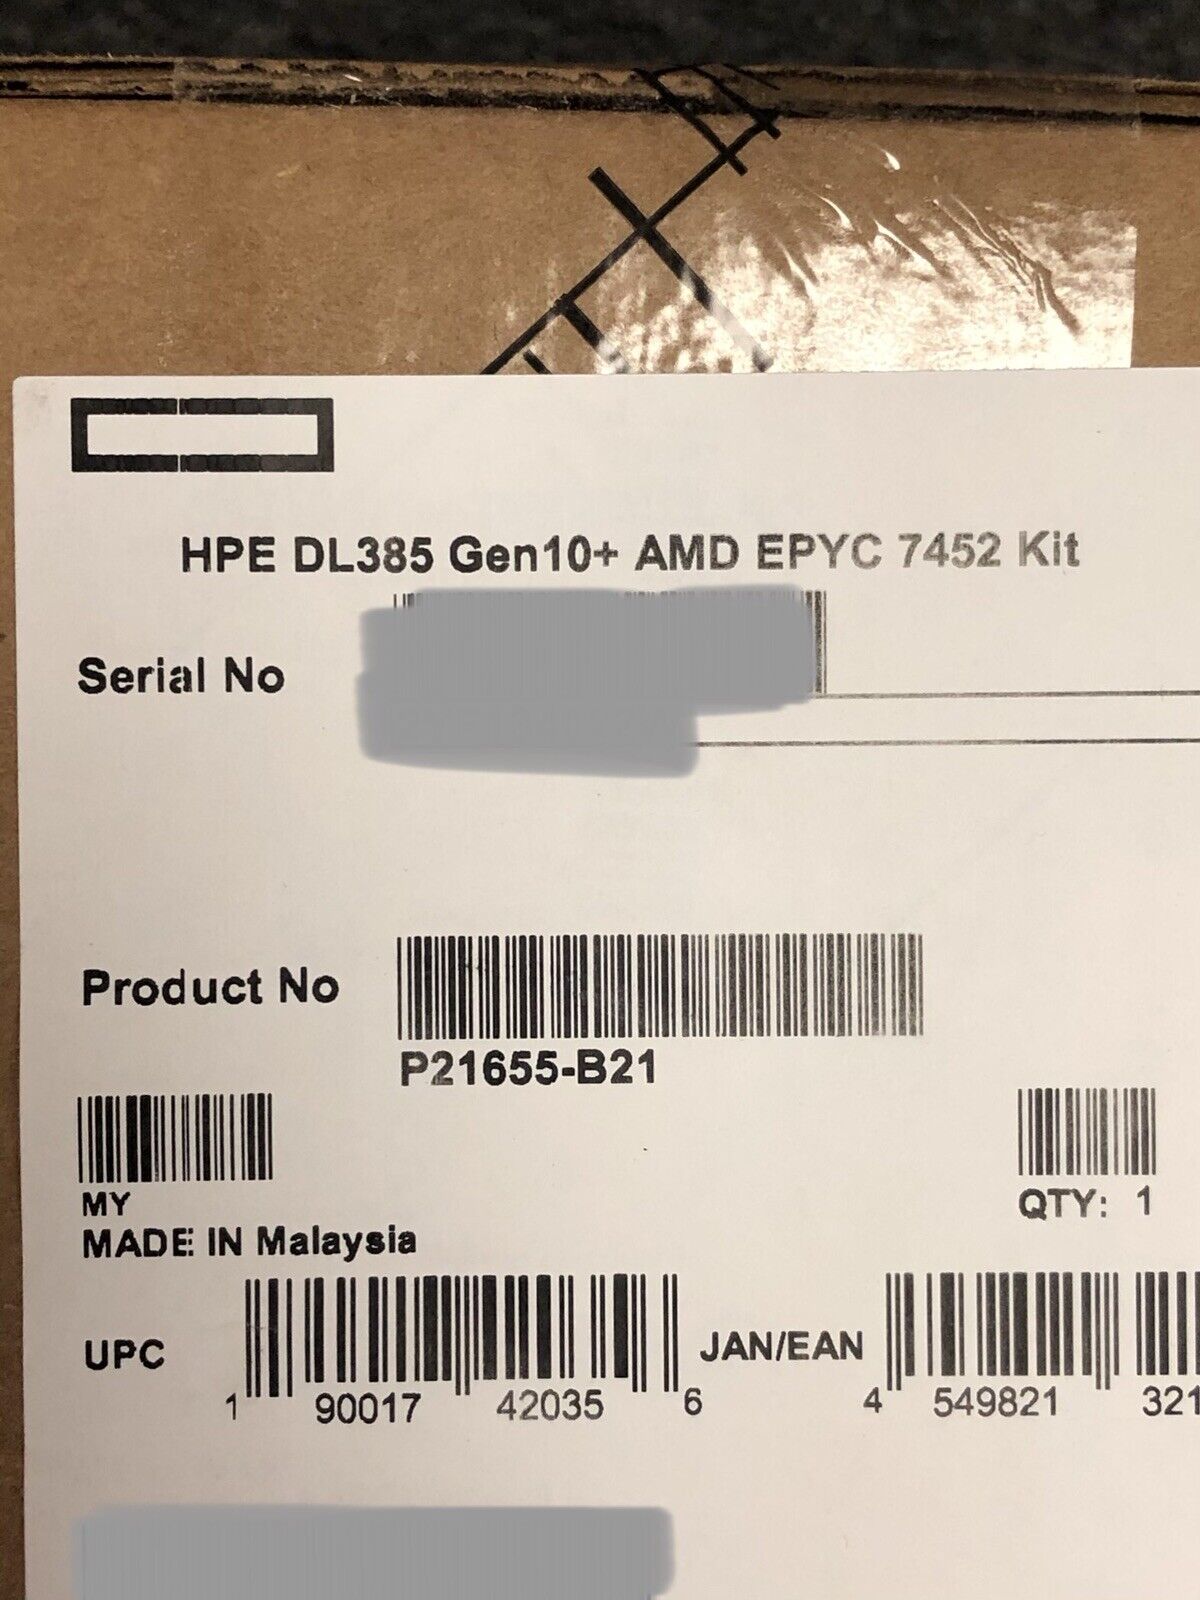 HPE DL385 Gen10+ AMD EPYC 7452 Kit
Serial No
Product No
P21655-B21
MY
QTY: 1
MADE IN Malaysia
UPC
1 90017 42035 6
JAN/EAN
4 549821 321